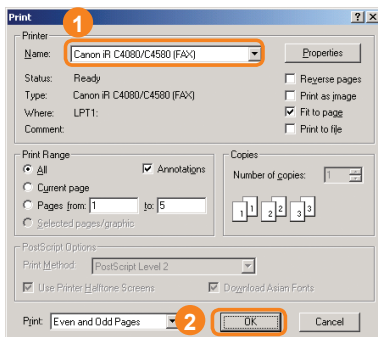 Print
1
Printer
Name: Canon iR C4080/C4580 (FAX) Properties
Status: Ready Reverse pages
Type: Canon iR C4080/C4580 (FAX) Print as image
Where: LPT1: Fit to page
Comment: Print to file
Print Range Copies
All Annotations Number of copies: 1
Current page
Pages from: 1 to: 5 1 1 2 2 3 3
Selected pages/graphic
PostScript Options
Print Method: PostScript Level 2
Use Printer Halftone Screens Download Asian Fonts
Print: Even and Odd Pages 2 OK Cancel